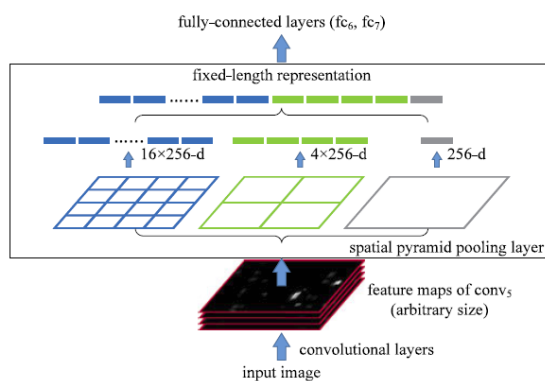 fully-connected layers (fc₆, fc₇)
fixed-length representation
......
......
16×256-d
4×256-d
256-d
spatial pyramid pooling layer
feature maps of conv₅
(arbitrary size)
convolutional layers
input image